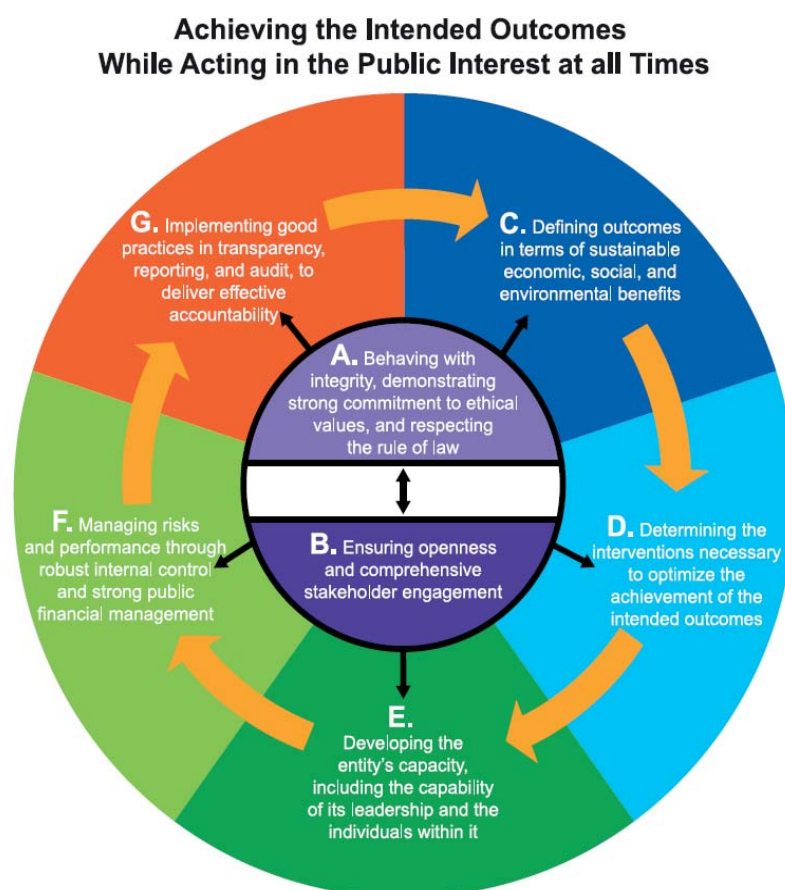 Achieving the Intended Outcomes
While Acting in the Public Interest at all Times
G. Implementing good
practices in transparency,
reporting, and audit, to
deliver effective
accountability
C. Defining outcomes
in terms of sustainable
economic, social, and
environmental benefits
A. Behaving with
integrity, demonstrating
strong commitment to ethical
values, and respecting
the rule of law
B. Ensuring openness
and comprehensive
stakeholder engagement
F. Managing risks
and performance through
robust internal control
and strong public
financial management
D. Determining the
interventions necessary
to optimize the
achievement of the
intended outcomes
E.
Developing the
entity's capacity,
including the capability
of its leadership and the
individuals within it